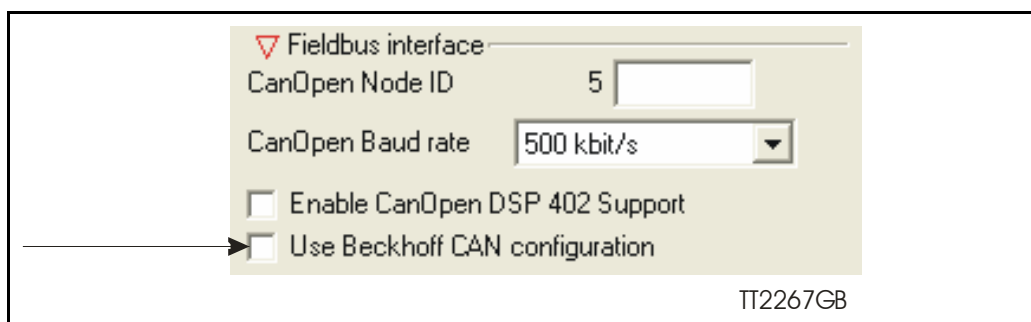 Fieldbus interface
CanOpen Node ID 5
CanOpen Baud rate 500 kbit/s
Enable CanOpen DSP 402 Support
Use Beckhoff CAN configuration
TT2267GB